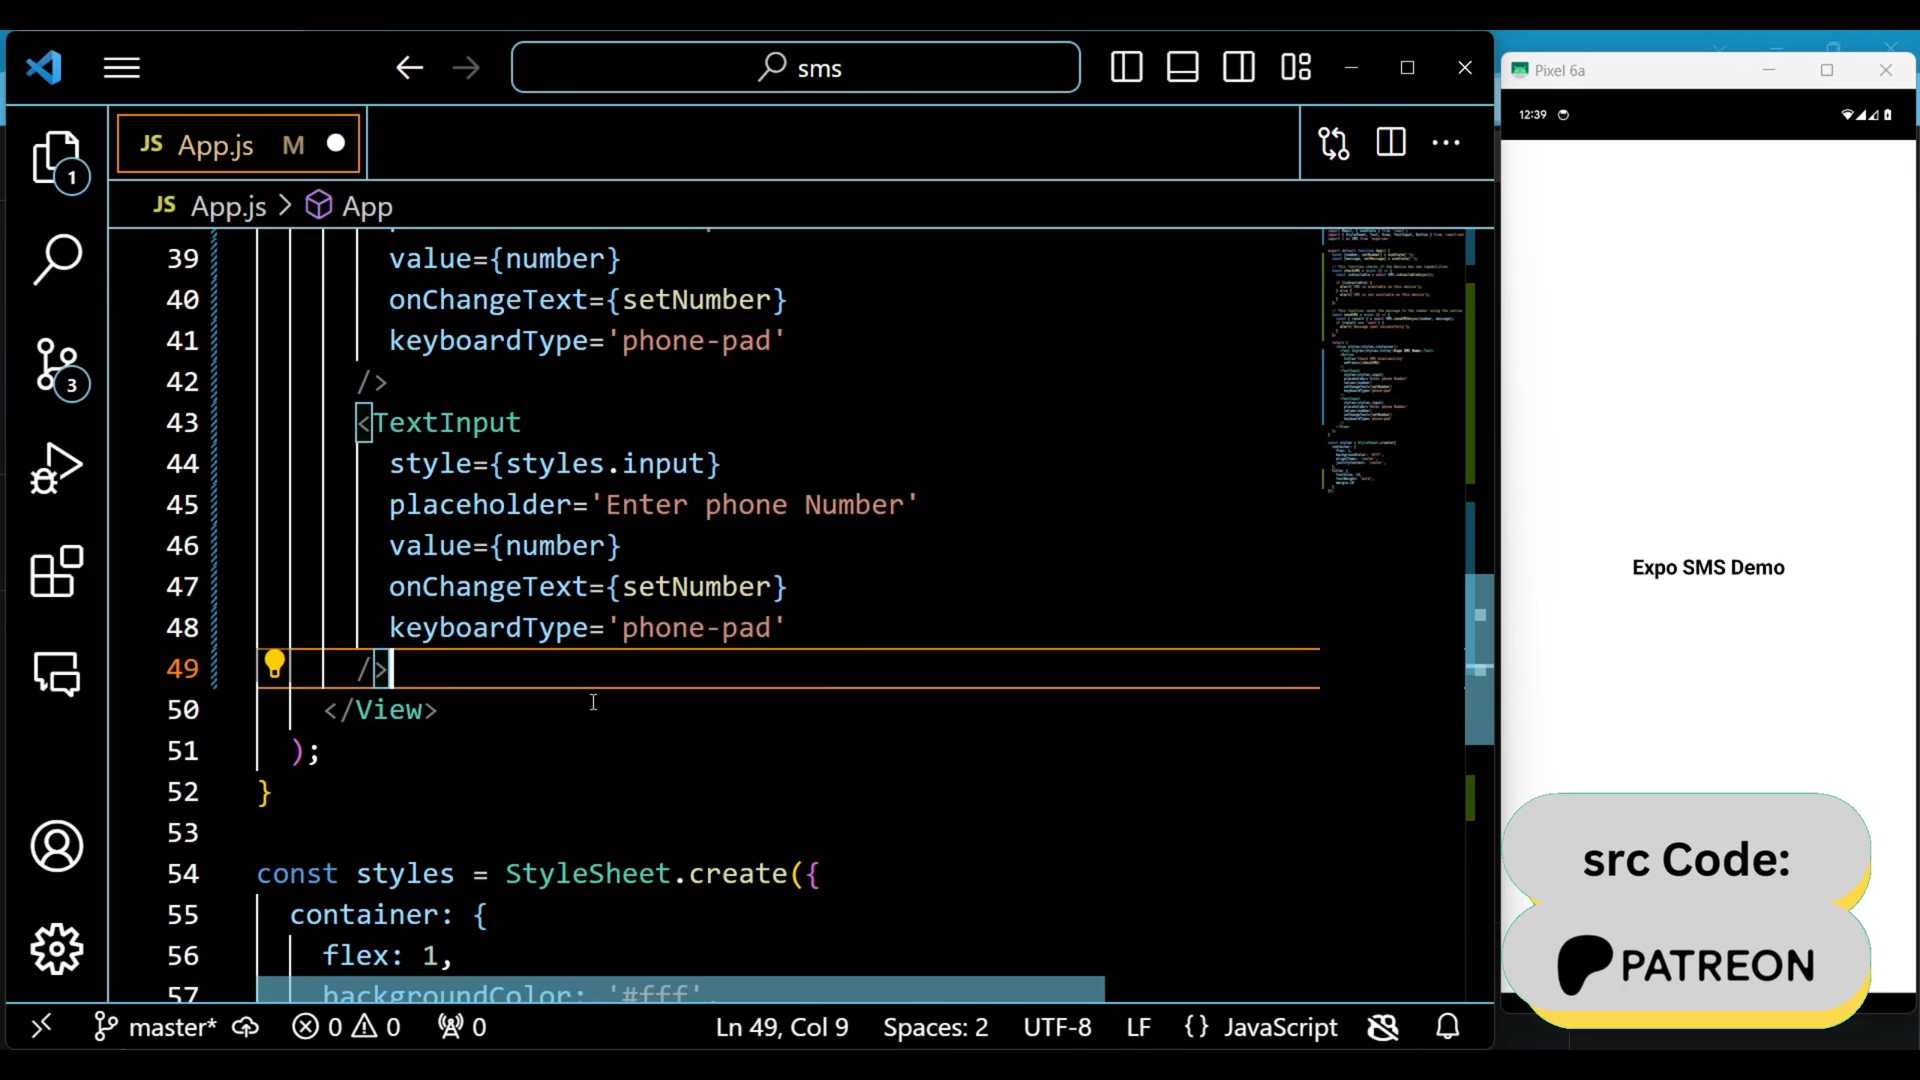 sms
Pixel 6a
12:39
JS App.js M
1
JS App.js > App
39 value={number}
40 onChangeText={setNumber}
41 keyboardType='phone-pad'
42 />
43 <TextInput
44 style={styles.input}
45 placeholder='Enter phone Number'
46 value={number}
47 onChangeText={setNumber}
48 keyboardType='phone-pad'
49 />
50 </View>
51 );
52 }
53
54 const styles = StyleSheet.create({
55 container: {
56 flex: 1,
57 backgroundColor: '#fff',
3
Expo SMS Demo
src Code:
PATREON
master* 0 0 0 Ln 49, Col 9 Spaces: 2 UTF-8 LF {} JavaScript